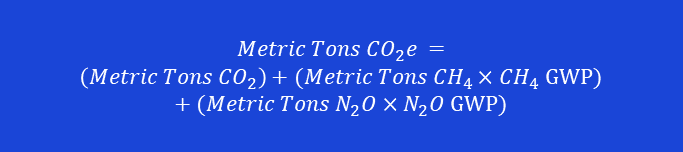 Metric Tons CO₂e =
(Metric Tons CO₂) + (Metric Tons CH₄ × CH₄ GWP)
+ (Metric Tons N₂O × N₂O GWP)